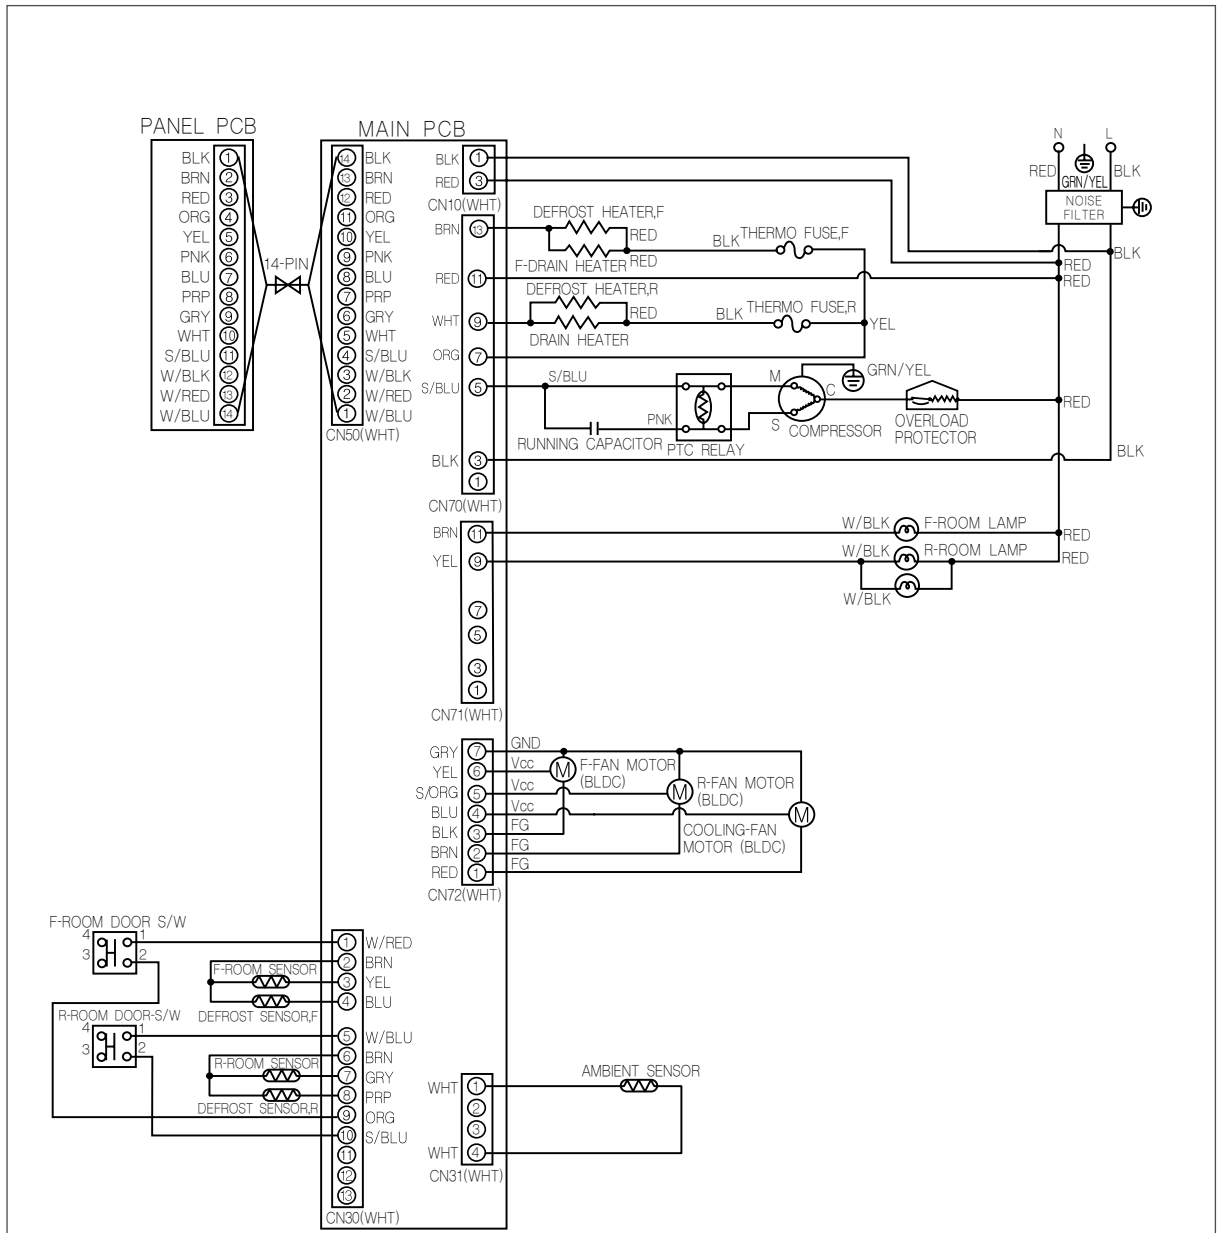 PANEL PCB
BLK 1
BRN 2
RED 3
ORG 4
YEL 5
PNK 6
BLU 7
PRP 8
GRY 9
WHT 10
S/BLU 11
W/BLK 12
W/RED 13
W/BLU 14
14-PIN
MAIN PCB
14 BLK
13 BRN
12 RED
11 ORG
10 YEL
9 PNK
8 BLU
7 PRP
6 GRY
5 WHT
4 S/BLU
3 W/BLK
2 W/RED
1 W/BLU
CN50(WHT)
BLK 1
RED 3
CN10(WHT)
BRN 13
RED 11
WHT 9
ORG 7
S/BLU 5
BLK 3
1
CN70(WHT)
DEFROST HEATER,F
RED
F-DRAIN HEATER
RED
BLK
THERMO FUSE,F
DEFROST HEATER,R
RED
DRAIN HEATER
BLK
THERMO FUSE,R
YEL
S/BLU
PNK
RUNNING CAPACITOR
PTC RELAY
M
C
S
COMPRESSOR
GRN/YEL
OVERLOAD
PROTECTOR
N
L
RED
GRN/YEL
BLK
NOISE
FILTER
BLK
RED
RED
RED
BLK
BRN 11
YEL 9
7
5
3
1
CN71(WHT)
W/BLK
F-ROOM LAMP
RED
W/BLK
R-ROOM LAMP
RED
W/BLK
GRY 7 GND
YEL 6 Vcc
S/ORG 5 Vcc
BLU 4 Vcc
BLK 3 FG
BRN 2 FG
RED 1 FG
CN72(WHT)
M
F-FAN MOTOR
(BLDC)
M
R-FAN MOTOR
(BLDC)
M
COOLING-FAN
MOTOR (BLDC)
F-ROOM DOOR S/W
4 1
3 2
R-ROOM DOOR-S/W
4 1
3 2
F-ROOM SENSOR
DEFROST SENSOR,F
R-ROOM SENSOR
DEFROST SENSOR,R
1 W/RED
2 BRN
3 YEL
4 BLU
5 W/BLU
6 BRN
7 GRY
8 PRP
9 ORG
10 S/BLU
11
12
13
CN30(WHT)
WHT 1
2
3
WHT 4
CN31(WHT)
AMBIENT SENSOR